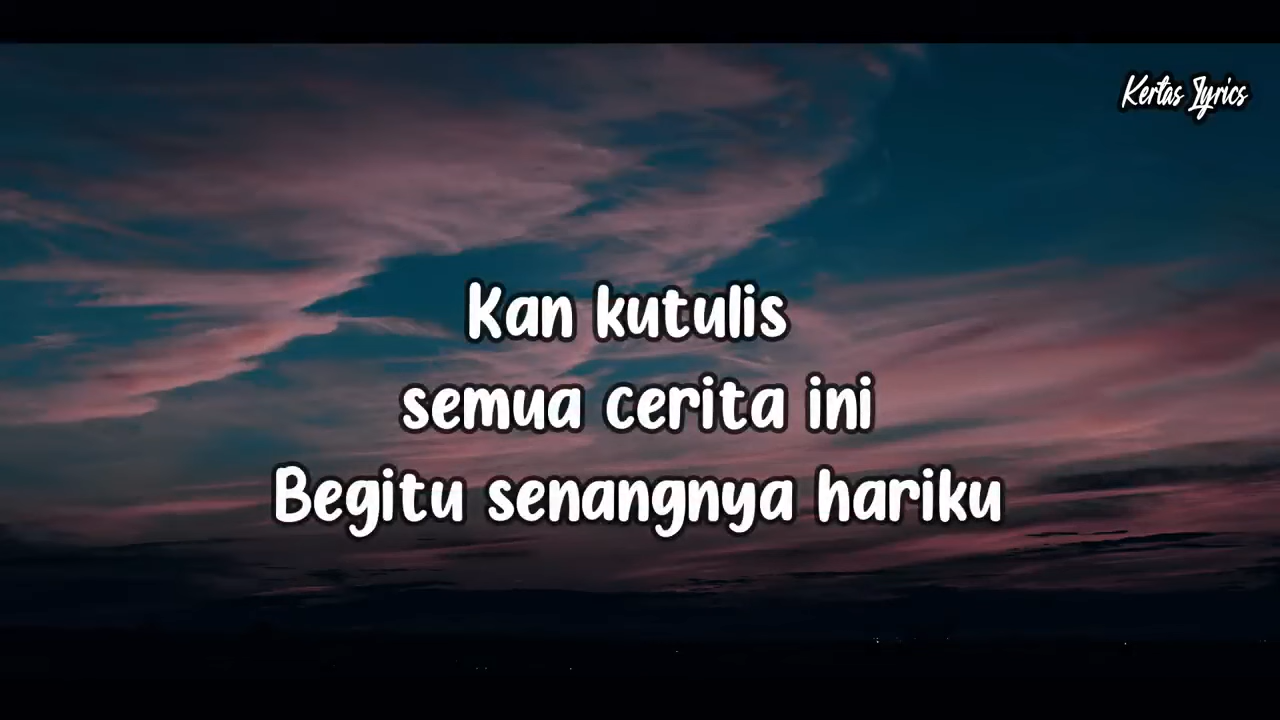 Kertas Lyrics
Kan kutulis
semua cerita ini
Begitu senangnya hariku